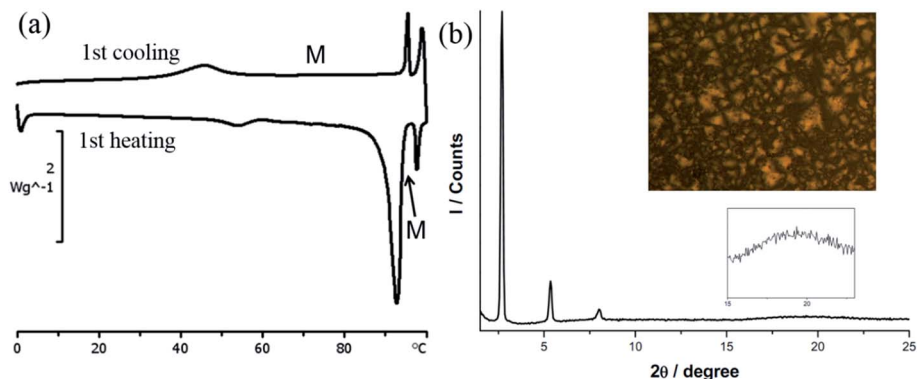 (a)
1st cooling
M
1st heating
2
Wg^-1
M
0 20 40 60 80 °C
(b)
I / Counts
15 20
5 10 15 20 25
2θ / degree